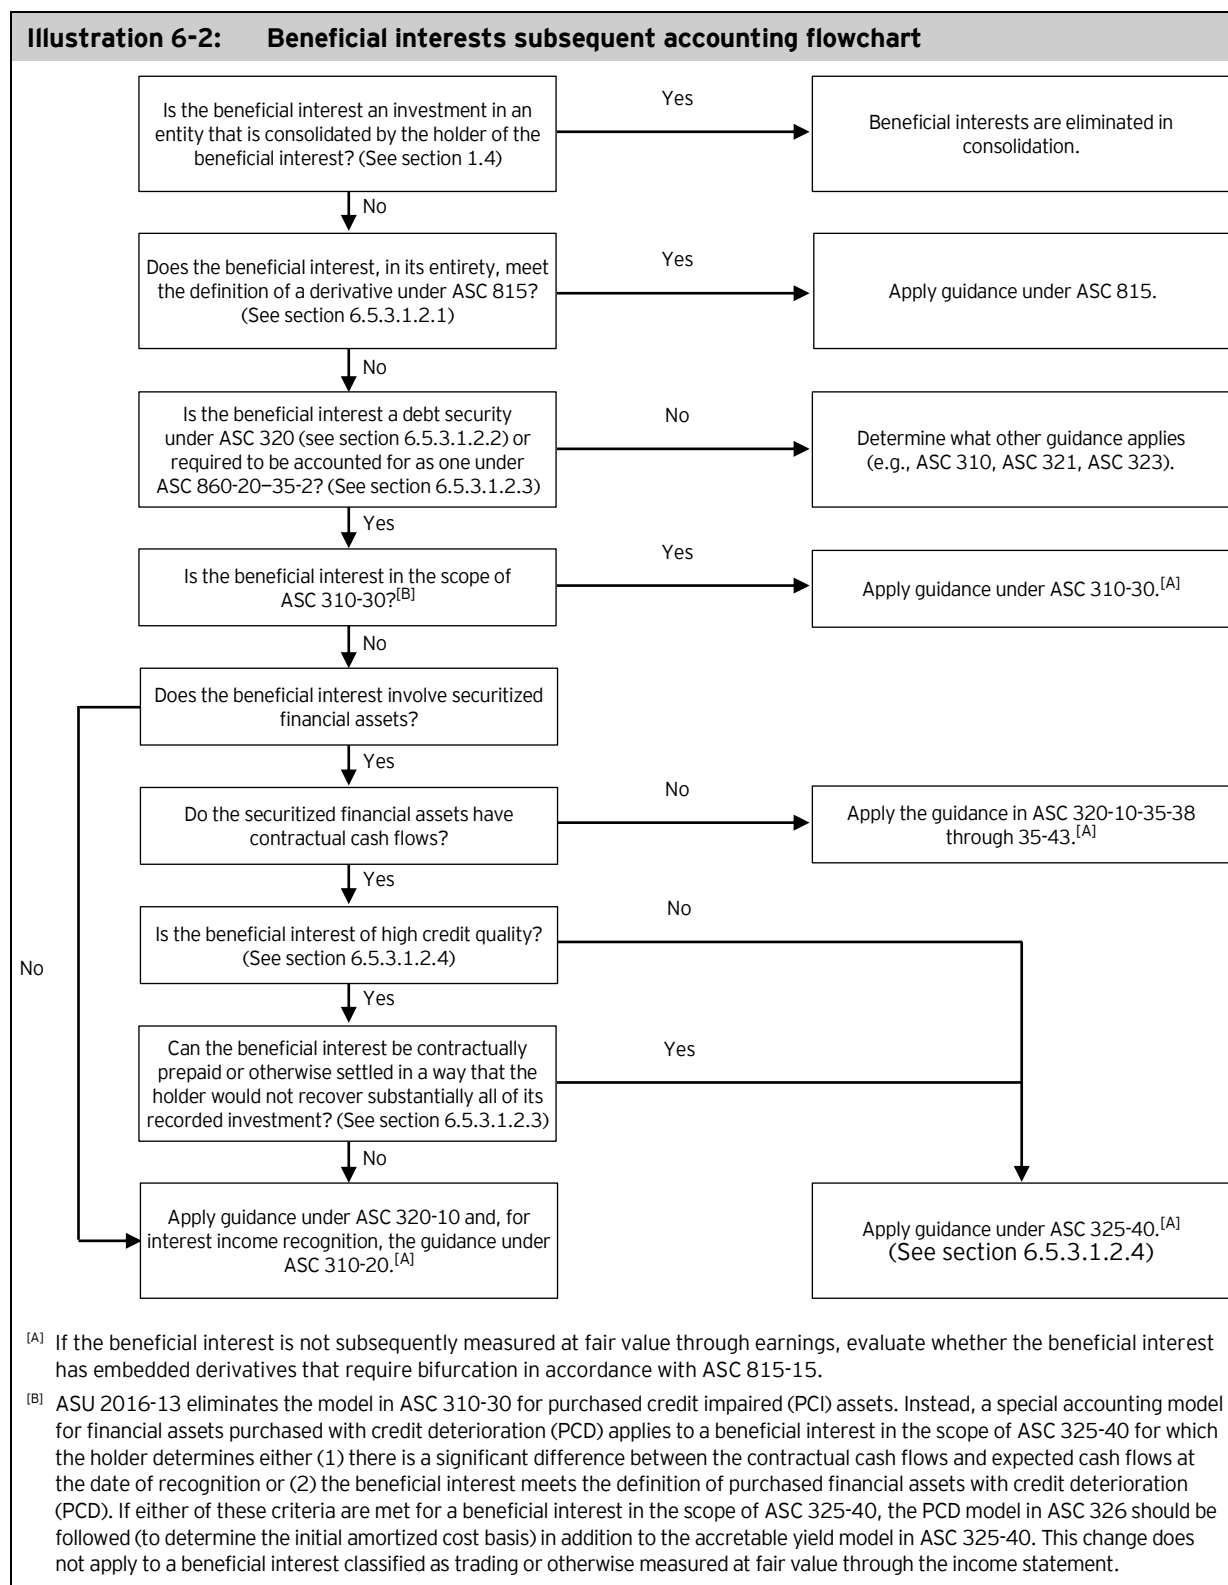 Illustration 6-2: Beneficial interests subsequent accounting flowchart
Is the beneficial interest an investment in an
entity that is consolidated by the holder of the
beneficial interest? (See section 1.4)
Yes
Beneficial interests are eliminated in
consolidation.
No
Does the beneficial interest, in its entirety, meet
the definition of a derivative under ASC 815?
(See section 6.5.3.1.2.1)
Yes
Apply guidance under ASC 815.
No
Is the beneficial interest a debt security
under ASC 320 (see section 6.5.3.1.2.2) or
required to be accounted for as one under
ASC 860-20–35-2? (See section 6.5.3.1.2.3)
No
Determine what other guidance applies
(e.g., ASC 310, ASC 321, ASC 323).
Yes
Is the beneficial interest in the scope of
ASC 310-30?[B]
Yes
Apply guidance under ASC 310-30.[A]
No
Does the beneficial interest involve securitized
financial assets?
Yes
Do the securitized financial assets have
contractual cash flows?
No
Apply the guidance in ASC 320-10-35-38
through 35-43.[A]
Yes
Is the beneficial interest of high credit quality?
(See section 6.5.3.1.2.4)
No
No
Yes
Can the beneficial interest be contractually
prepaid or otherwise settled in a way that the
holder would not recover substantially all of its
recorded investment? (See section 6.5.3.1.2.3)
Yes
No
Apply guidance under ASC 320-10 and, for
interest income recognition, the guidance under
ASC 310-20.[A]
Apply guidance under ASC 325-40.[A]
(See section 6.5.3.1.2.4)
[A] If the beneficial interest is not subsequently measured at fair value through earnings, evaluate whether the beneficial interest
has embedded derivatives that require bifurcation in accordance with ASC 815-15.
[B] ASU 2016-13 eliminates the model in ASC 310-30 for purchased credit impaired (PCI) assets. Instead, a special accounting model
for financial assets purchased with credit deterioration (PCD) applies to a beneficial interest in the scope of ASC 325-40 for which
the holder determines either (1) there is a significant difference between the contractual cash flows and expected cash flows at
the date of recognition or (2) the beneficial interest meets the definition of purchased financial assets with credit deterioration
(PCD). If either of these criteria are met for a beneficial interest in the scope of ASC 325-40, the PCD model in ASC 326 should be
followed (to determine the initial amortized cost basis) in addition to the accretable yield model in ASC 325-40. This change does
not apply to a beneficial interest classified as trading or otherwise measured at fair value through the income statement.